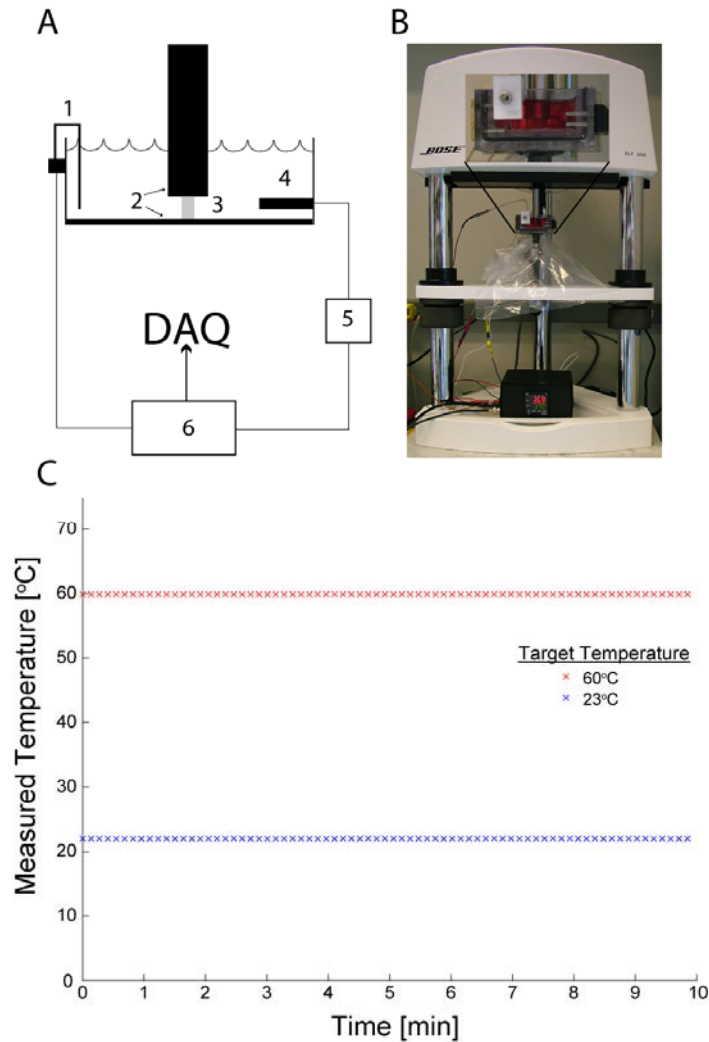 A
1
2
3
4
5
6
DAQ
B
BOSE
C
Measured Temperature [°C]
70
60
50
40
30
20
10
0
0 1 2 3 4 5 6 7 8 9 10
Time [min]
Target Temperature
× 60°C
× 23°C